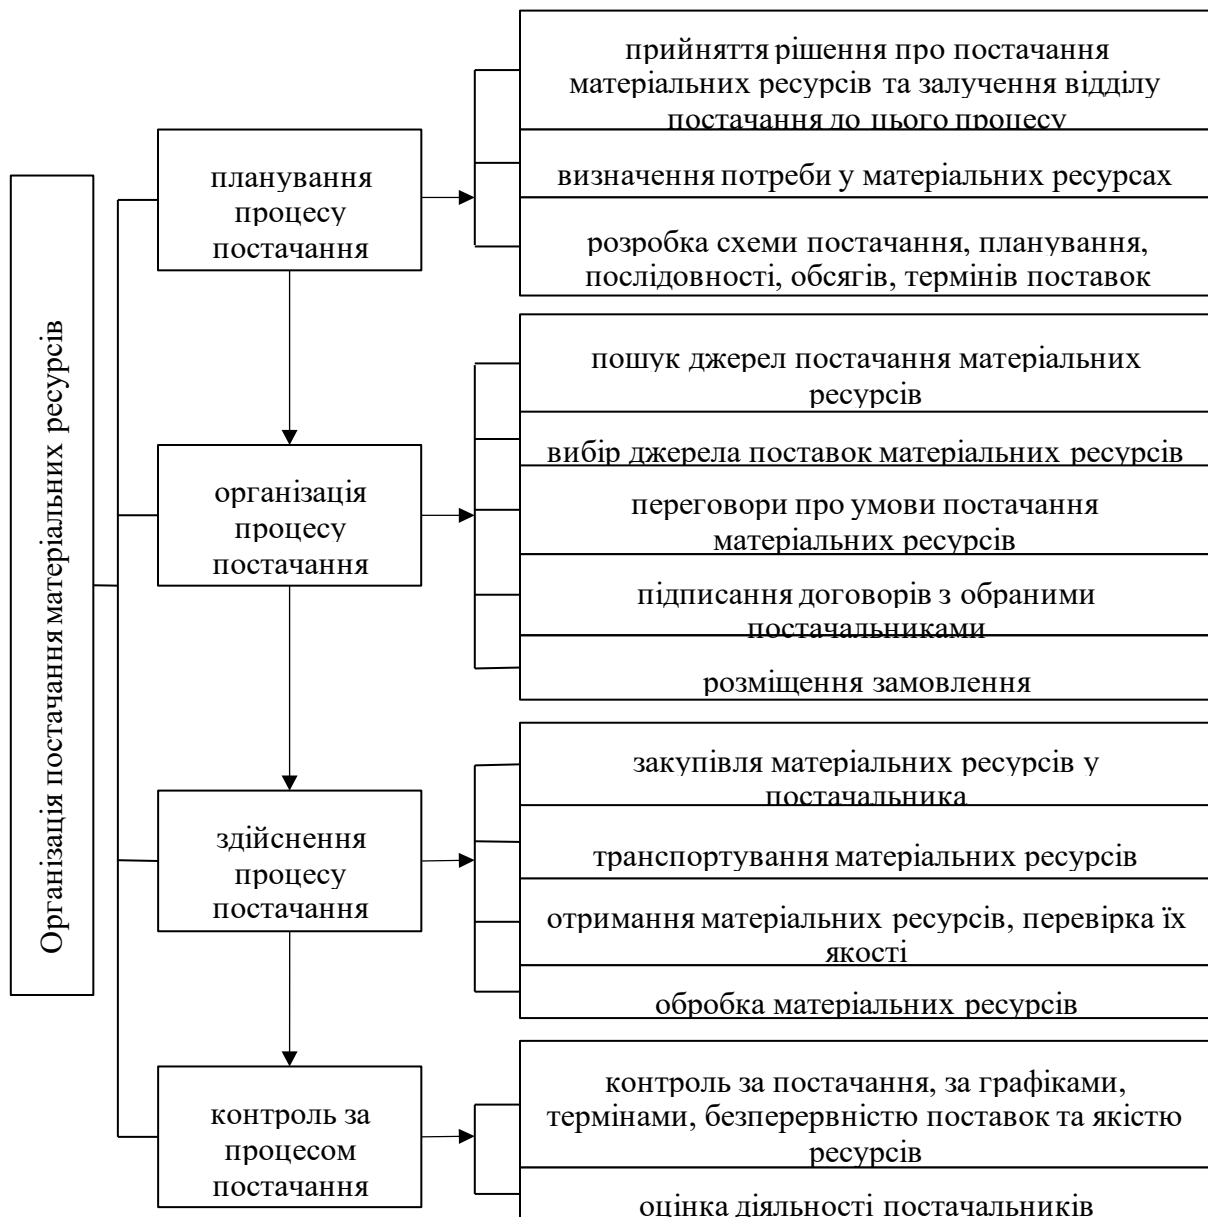 Організація постачання матеріальних ресурсів
планування
процесу
постачання
прийняття рішення про постачання
матеріальних ресурсів та залучення відділу
постачання до цього процесу
визначення потреби у матеріальних ресурсах
розробка схеми постачання, планування,
послідовності, обсягів, термінів поставок
організація
процесу
постачання
пошук джерел постачання матеріальних
ресурсів
вибір джерела поставок матеріальних ресурсів
переговори про умови постачання
матеріальних ресурсів
підписання договорів з обраними
постачальниками
розміщення замовлення
здійснення
процесу
постачання
закупівля матеріальних ресурсів у
постачальника
транспортування матеріальних ресурсів
отримання матеріальних ресурсів, перевірка їх
якості
обробка матеріальних ресурсів
контроль за
процесом
постачання
контроль за постачання, за графіками,
термінами, безперервністю поставок та якістю
ресурсів
оцінка діяльності постачальників